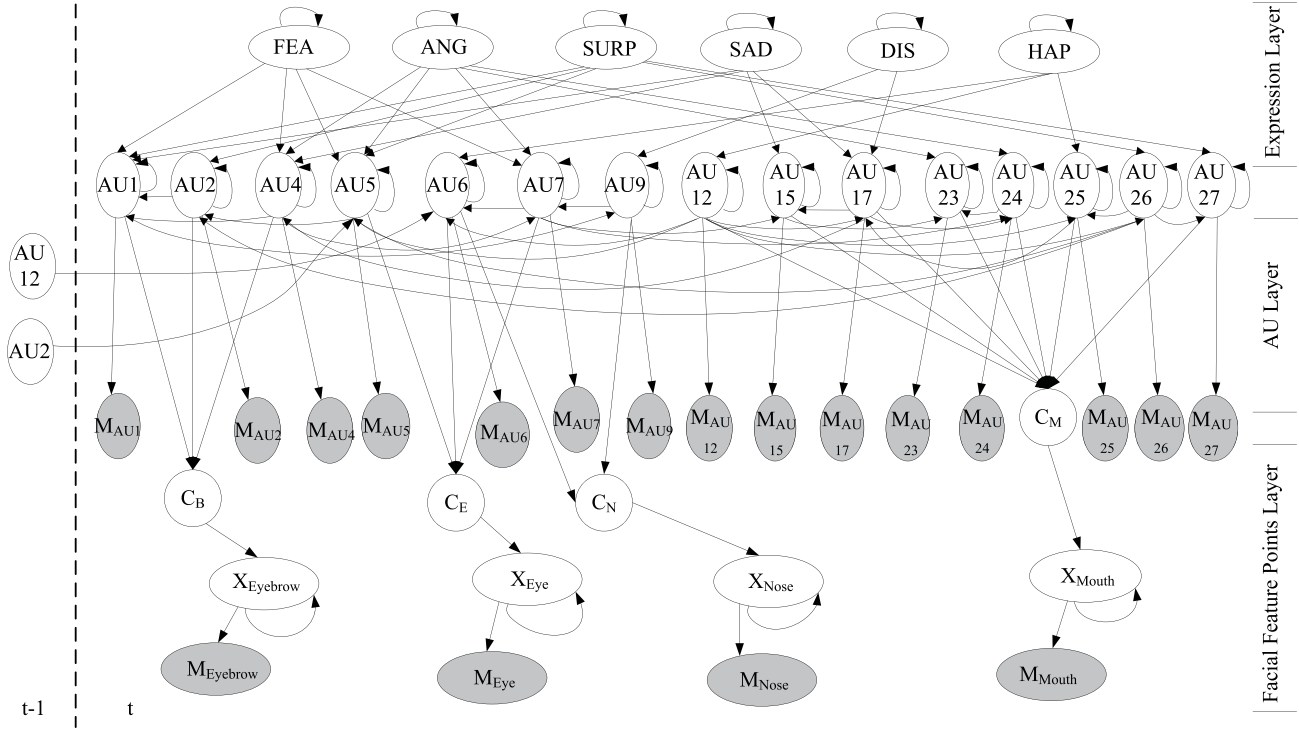 FEA ANG SURP SAD DIS HAP
Expression Layer
AU1 AU2 AU4 AU5 AU6 AU7 AU9 AU 12 AU 15 AU 17 AU 23 AU 24 AU 25 AU 26 AU 27
AU 12
AU2
AU Layer
MAU1 MAU2 MAU4 MAU5 MAU6 MAU7 MAU9 MAU 12 MAU 15 MAU 17 MAU 23 MAU 24 CM MAU 25 MAU 26 MAU 27
CB CE CN
XEyebrow XEye XNose XMouth
MEyebrow MEye MNose MMouth
Facial Feature Points Layer
t-1 t